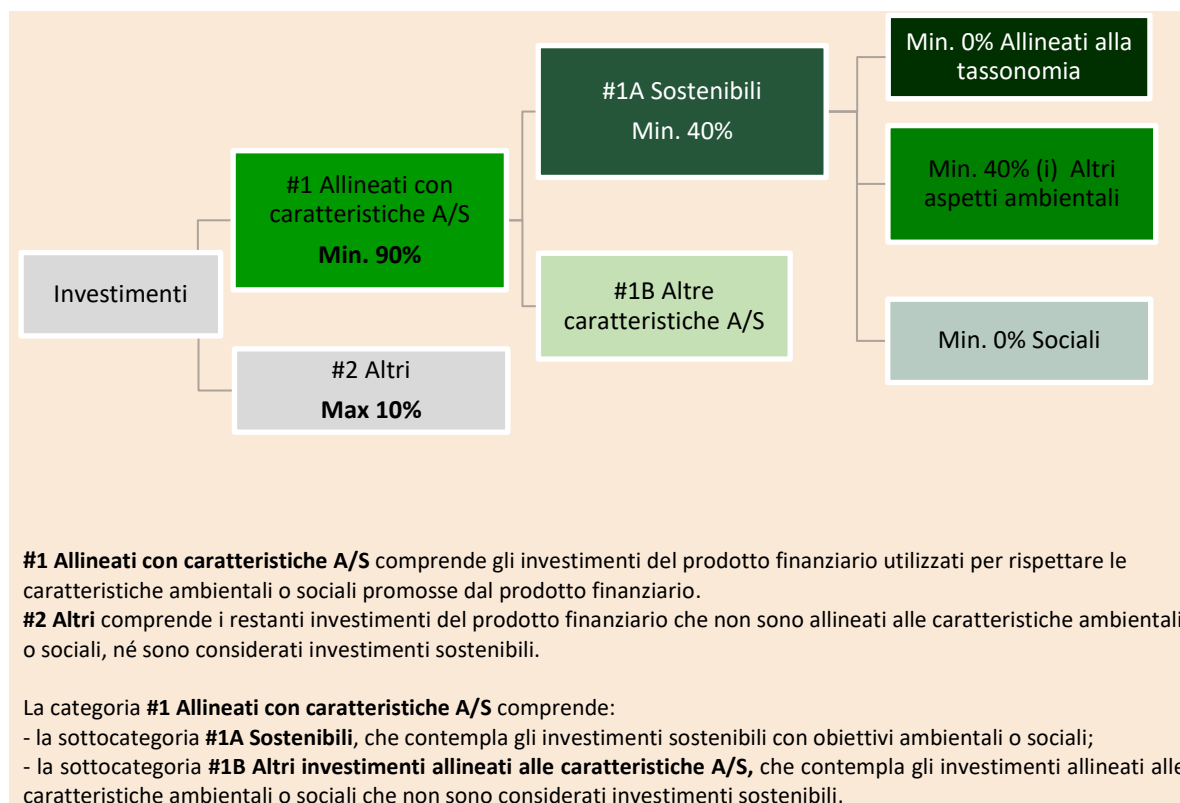 Investimenti
#1 Allineati con
caratteristiche A/S
Min. 90%
#2 Altri
Max 10%
#1A Sostenibili
Min. 40%
#1B Altre
caratteristiche A/S
Min. 0% Allineati alla
tassonomia
Min. 40% (i) Altri
aspetti ambientali
Min. 0% Sociali
#1 Allineati con caratteristiche A/S comprende gli investimenti del prodotto finanziario utilizzati per rispettare le
caratteristiche ambientali o sociali promosse dal prodotto finanziario.
#2 Altri comprende i restanti investimenti del prodotto finanziario che non sono allineati alle caratteristiche ambientali
o sociali, né sono considerati investimenti sostenibili.
La categoria #1 Allineati con caratteristiche A/S comprende:
- la sottocategoria #1A Sostenibili, che contempla gli investimenti sostenibili con obiettivi ambientali o sociali;
- la sottocategoria #1B Altri investimenti allineati alle caratteristiche A/S, che contempla gli investimenti allineati alle
caratteristiche ambientali o sociali che non sono considerati investimenti sostenibili.